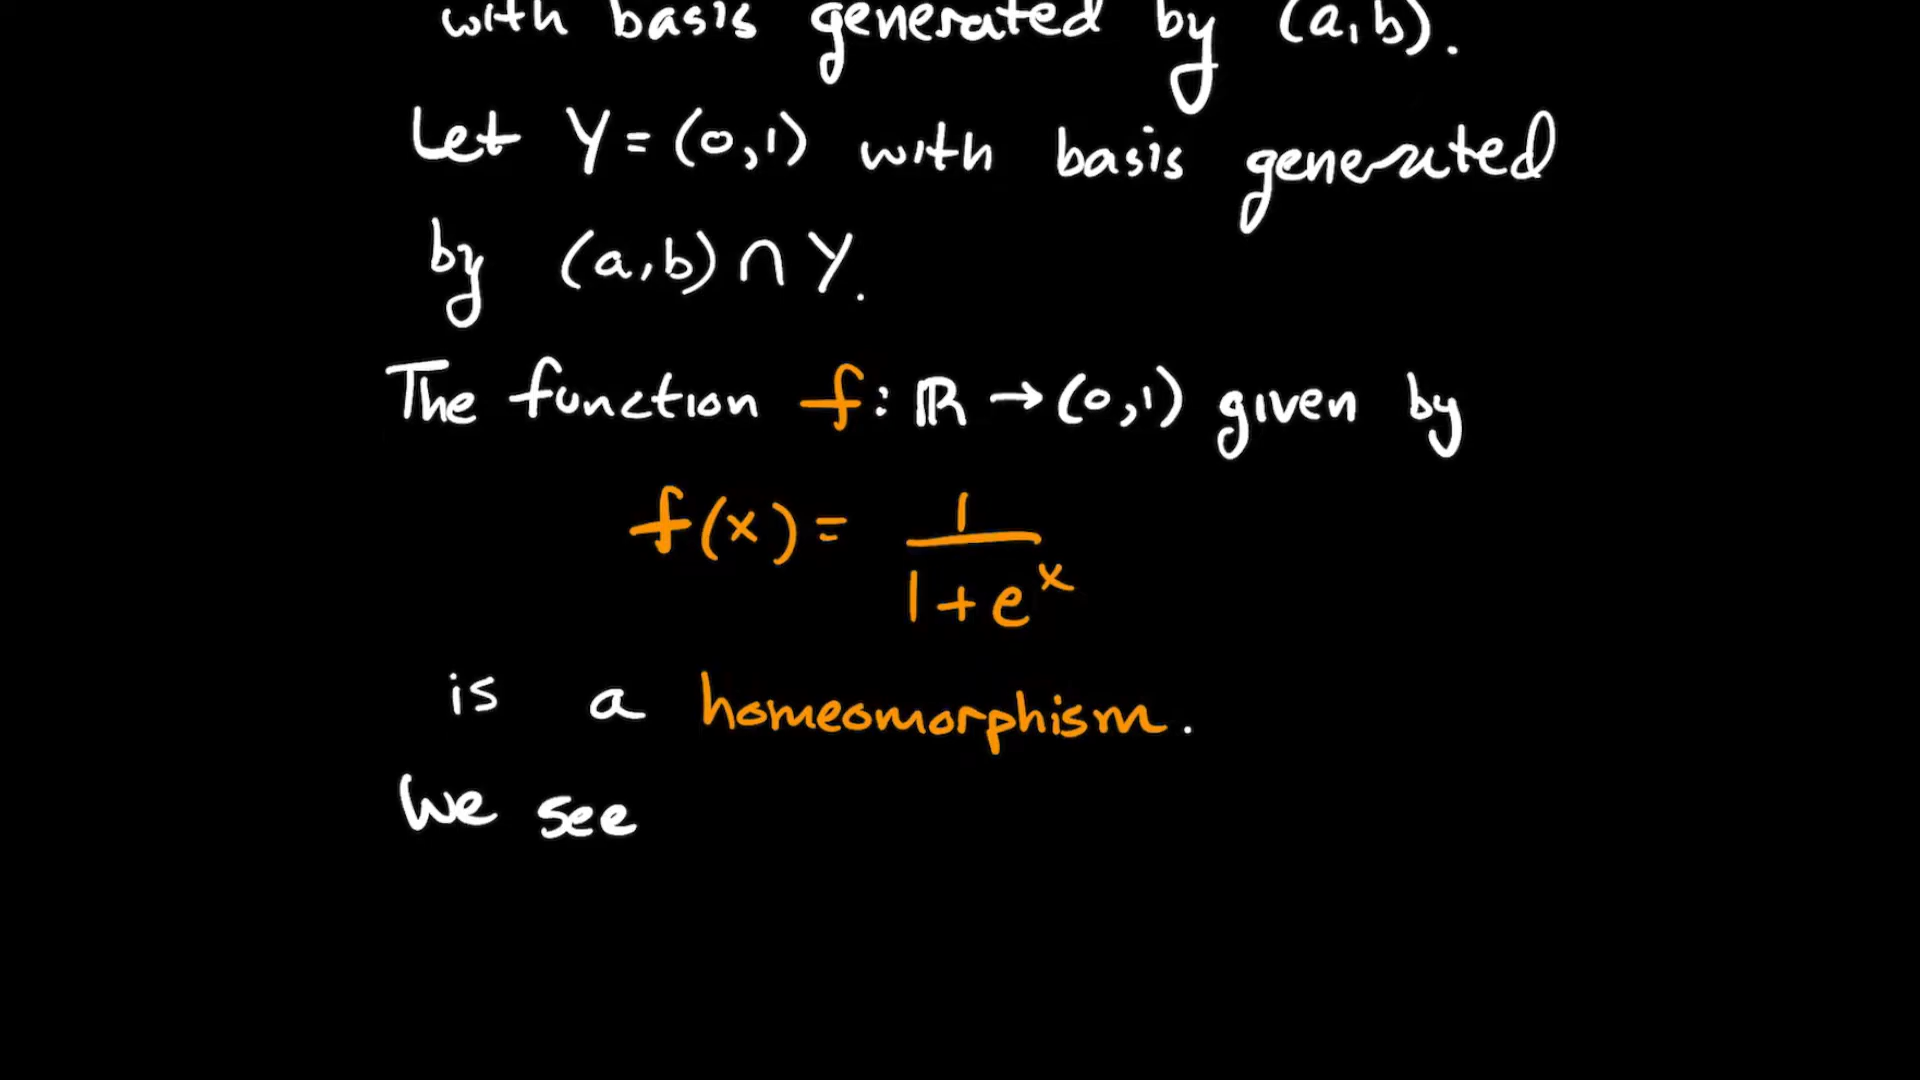 with basis generated by (a,b).
Let Y = (0,1) with basis generated
by (a,b) ∩ Y.
The function f: ℝ → (0,1) given by
f(x) = 1/(1+e^x)
is a homeomorphism.
We see